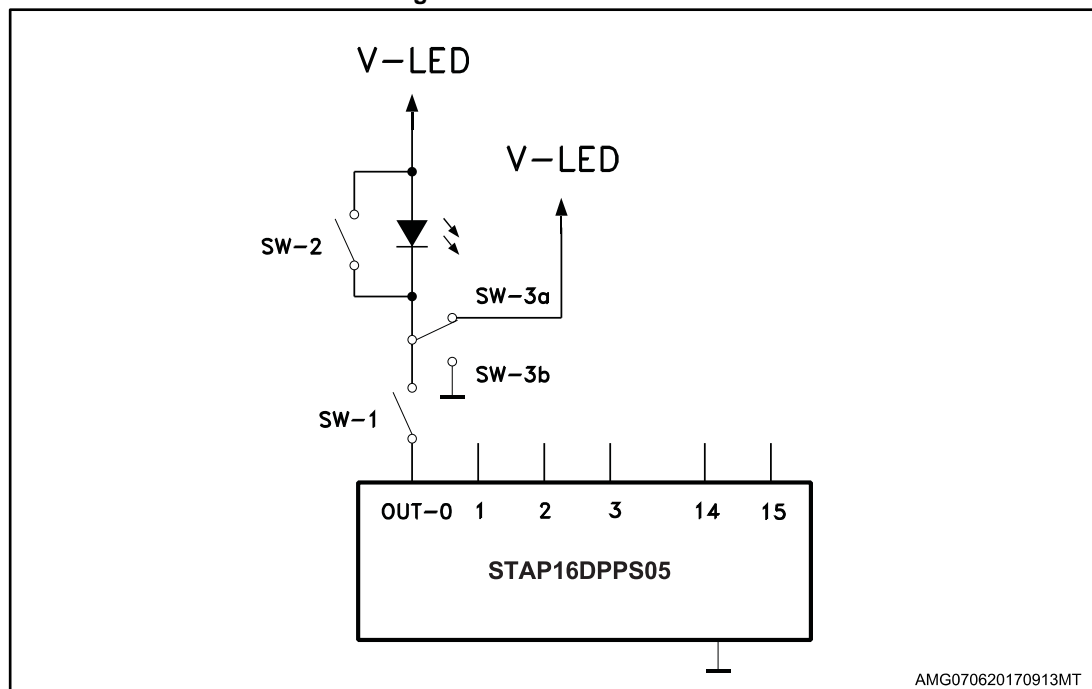 V-LED
V-LED
SW-2
SW-3a
SW-3b
SW-1
OUT-0 1 2 3 14 15
STAP16DPPS05
AMG070620170913MT